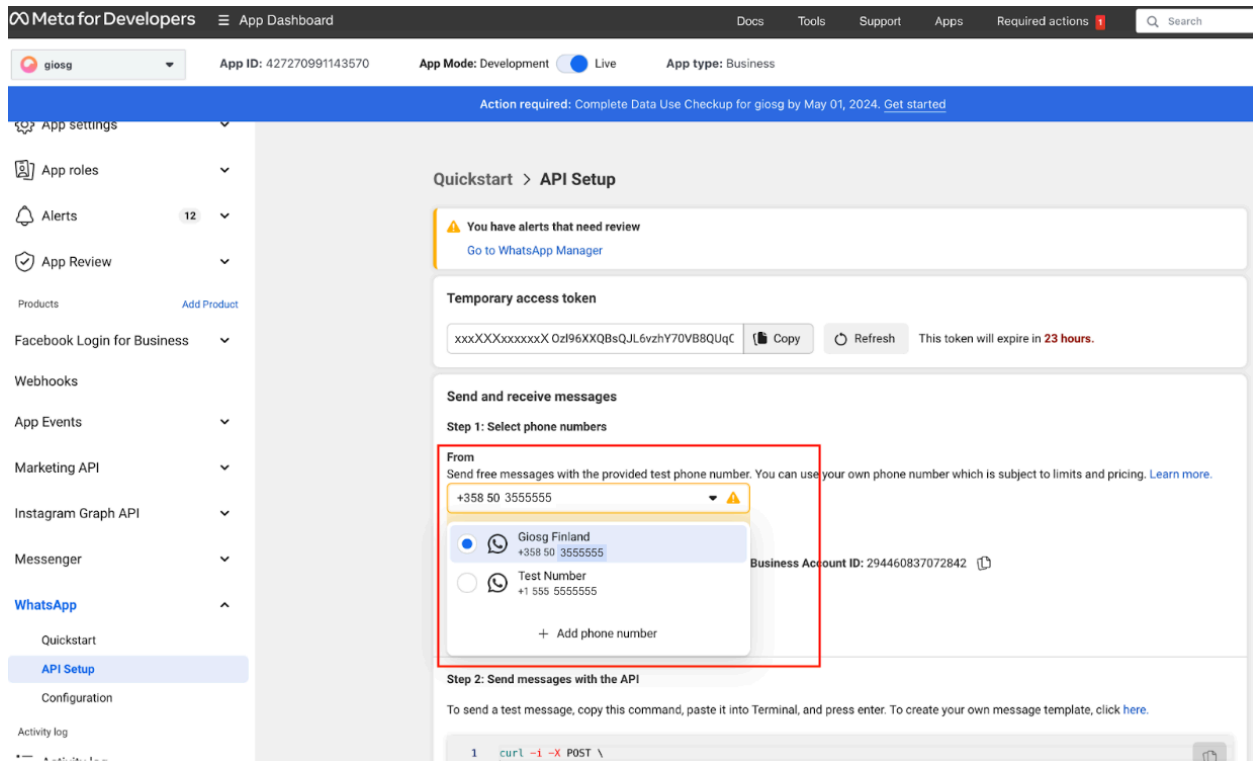 Meta for Developers
App Dashboard
Docs
Tools
Support
Apps
Required actions
1
Search
giosg
App ID: 427270991143570
App Mode: Development
Live
App type: Business
Action required: Complete Data Use Checkup for giosg by May 01, 2024. Get started
App settings
App roles
Alerts
12
App Review
Products
Add Product
Facebook Login for Business
Webhooks
App Events
Marketing API
Instagram Graph API
Messenger
WhatsApp
Quickstart
API Setup
Configuration
Activity log
Activity log
Quickstart > API Setup
You have alerts that need review
Go to WhatsApp Manager
Temporary access token
xxxXXXxxxxxxX OzI96XXQBsQJL6vzhY70VB8QUqC
Copy
Refresh
This token will expire in 23 hours.
Send and receive messages
Step 1: Select phone numbers
From
Send free messages with the provided test phone number. You can use your own phone number which is subject to limits and pricing. Learn more.
+358 50 3555555
Giosg Finland
+358 50 3555555
Test Number
+1 555 5555555
+ Add phone number
Business Account ID: 294460837072842
Step 2: Send messages with the API
To send a test message, copy this command, paste it into Terminal, and press enter. To create your own message template, click here.
1 curl -i -X POST \